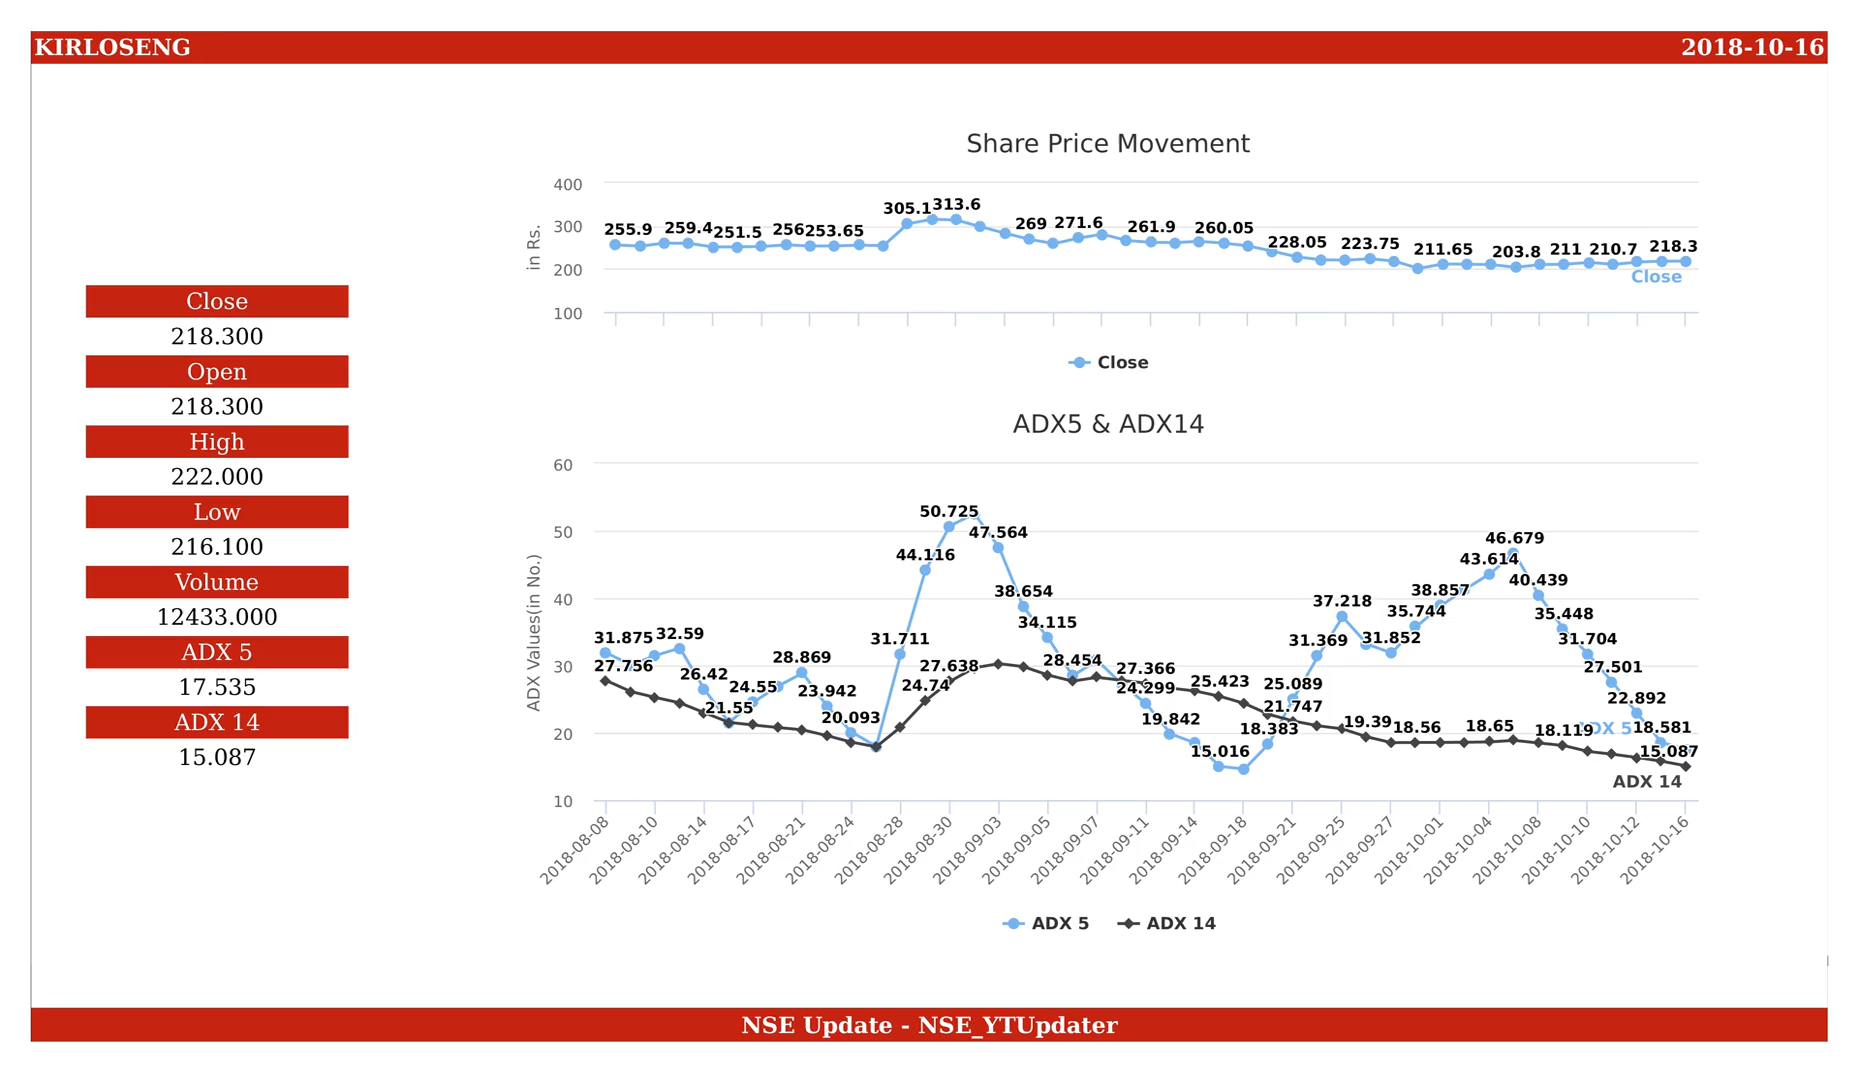 KIRLOSENG
2018-10-16
Close
218.300
Open
218.300
High
222.000
Low
216.100
Volume
12433.000
ADX 5
17.535
ADX 14
15.087
Share Price Movement
in Rs.
400
300
200
100
255.9 259.4 251.5 256 253.65 305.1 313.6 269 271.6 261.9 260.05 228.05 223.75 211.65 203.8 211 210.7 218.3
Close
Close
ADX5 & ADX14
ADX Values(in No.)
60
50
40
30
20
10
31.875 32.59 26.42 24.55 28.869 23.942 20.093 31.711 44.116 50.725 47.564 38.654 34.115 28.454 24.299 19.842 15.016 18.383 25.089 31.369 37.218 31.852 35.744 38.857 43.614 46.679 40.439 35.448 31.704 27.501 22.892 18.581
27.756 21.55 24.74 27.638 27.366 25.423 21.747 19.39 18.56 18.65 18.119 15.087
ADX 5
ADX 14
2018-08-08 2018-08-10 2018-08-14 2018-08-17 2018-08-21 2018-08-24 2018-08-28 2018-08-30 2018-09-03 2018-09-05 2018-09-07 2018-09-11 2018-09-14 2018-09-18 2018-09-21 2018-09-25 2018-09-27 2018-10-01 2018-10-04 2018-10-08 2018-10-10 2018-10-12 2018-10-16
ADX 5 ADX 14
NSE Update - NSE_YTUpdater